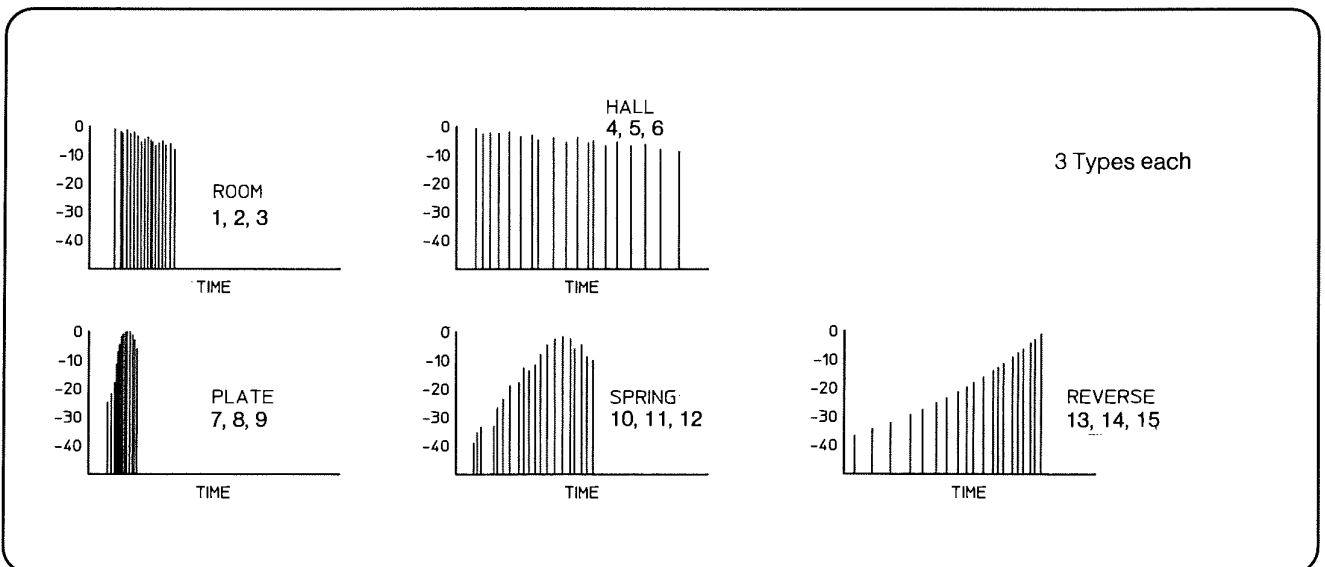 0
-10
-20
-30
-40
ROOM
1, 2, 3
TIME
HALL
4, 5, 6
0
-10
-20
-30
-40
TIME
3 Types each
0
-10
-20
-30
-40
PLATE
7, 8, 9
TIME
0
-10
-20
-30
-40
SPRING
10, 11, 12
TIME
0
-10
-20
-30
-40
REVERSE
13, 14, 15
TIME